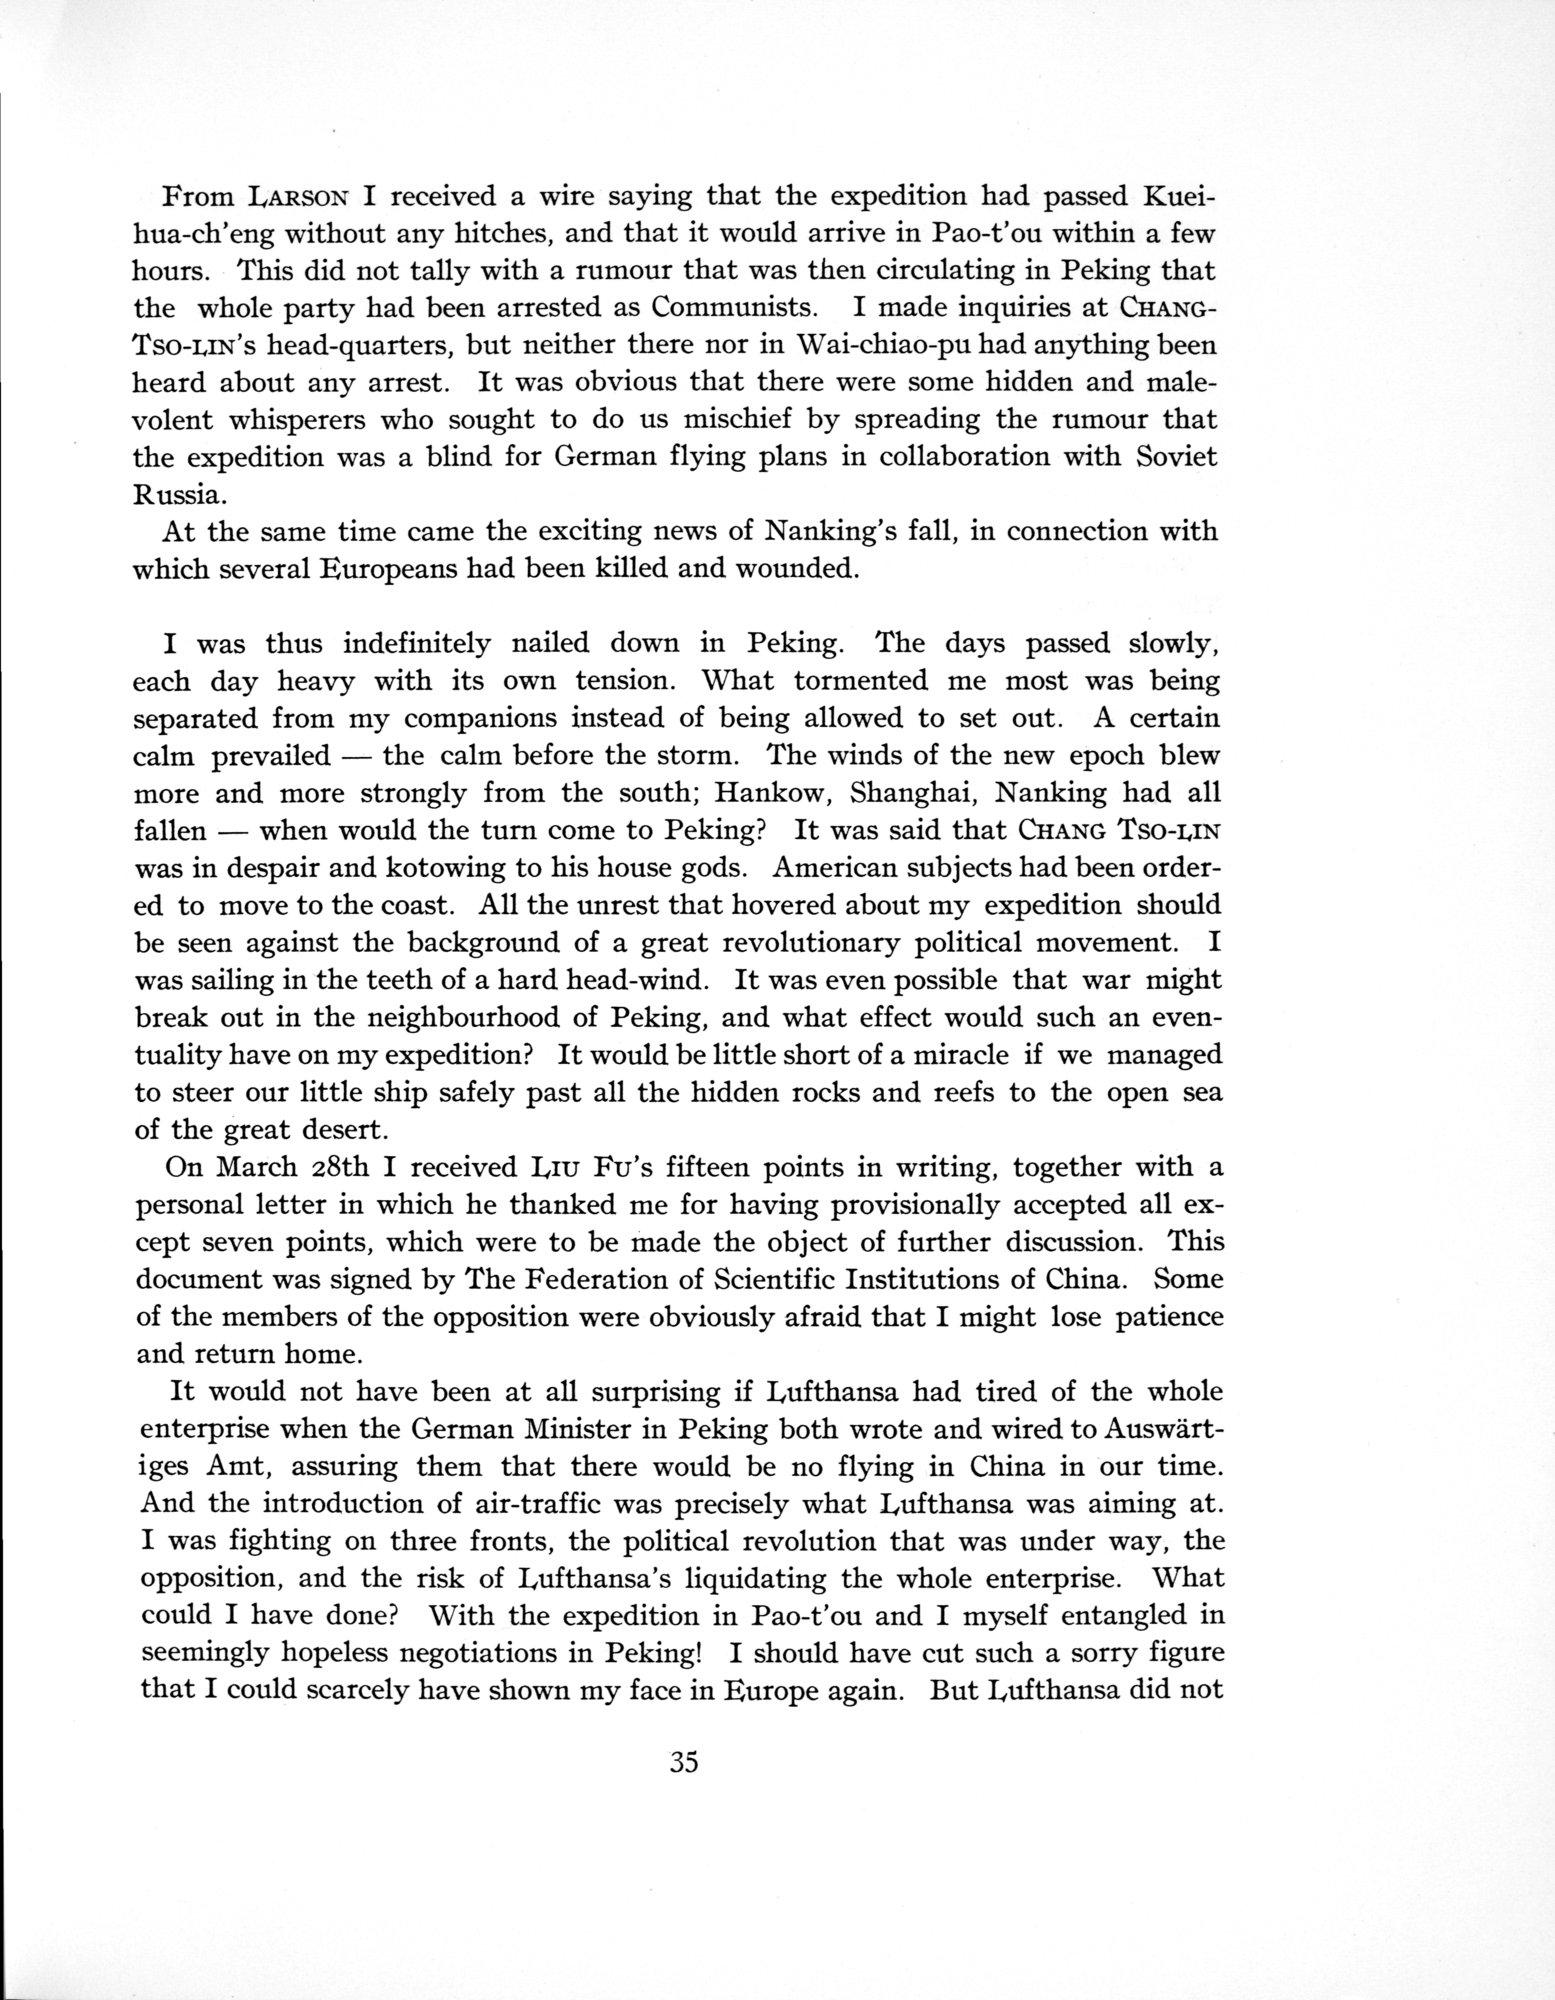 From LARSON I received a wire saying that the expedition had passed Kuei-
hua-ch'eng without any hitches, and that it would arrive in Pao-t'ou within a few
hours. This did not tally with a rumour that was then circulating in Peking that
the whole party had been arrested as Communists. I made inquiries at CHANG-
TSO-LIN's head-quarters, but neither there nor in Wai-chiao-pu had anything been
heard about any arrest. It was obvious that there were some hidden and male-
volent whisperers who sought to do us mischief by spreading the rumour that
the expedition was a blind for German flying plans in collaboration with Soviet
Russia.
At the same time came the exciting news of Nanking's fall, in connection with
which several Europeans had been killed and wounded.
I was thus indefinitely nailed down in Peking. The days passed slowly,
each day heavy with its own tension. What tormented me most was being
separated from my companions instead of being allowed to set out. A certain
calm prevailed — the calm before the storm. The winds of the new epoch blew
more and more strongly from the south; Hankow, Shanghai, Nanking had all
fallen — when would the turn come to Peking? It was said that CHANG TSO-LIN
was in despair and kotowing to his house gods. American subjects had been order-
ed to move to the coast. All the unrest that hovered about my expedition should
be seen against the background of a great revolutionary political movement. I
was sailing in the teeth of a hard head-wind. It was even possible that war might
break out in the neighbourhood of Peking, and what effect would such an even-
tuality have on my expedition? It would be little short of a miracle if we managed
to steer our little ship safely past all the hidden rocks and reefs to the open sea
of the great desert.
On March 28th I received LIU FU's fifteen points in writing, together with a
personal letter in which he thanked me for having provisionally accepted all ex-
cept seven points, which were to be made the object of further discussion. This
document was signed by The Federation of Scientific Institutions of China. Some
of the members of the opposition were obviously afraid that I might lose patience
and return home.
It would not have been at all surprising if Lufthansa had tired of the whole
enterprise when the German Minister in Peking both wrote and wired to Auswärt-
iges Amt, assuring them that there would be no flying in China in our time.
And the introduction of air-traffic was precisely what Lufthansa was aiming at.
I was fighting on three fronts, the political revolution that was under way, the
opposition, and the risk of Lufthansa's liquidating the whole enterprise. What
could I have done? With the expedition in Pao-t'ou and I myself entangled in
seemingly hopeless negotiations in Peking! I should have cut such a sorry figure
that I could scarcely have shown my face in Europe again. But Lufthansa did not
35